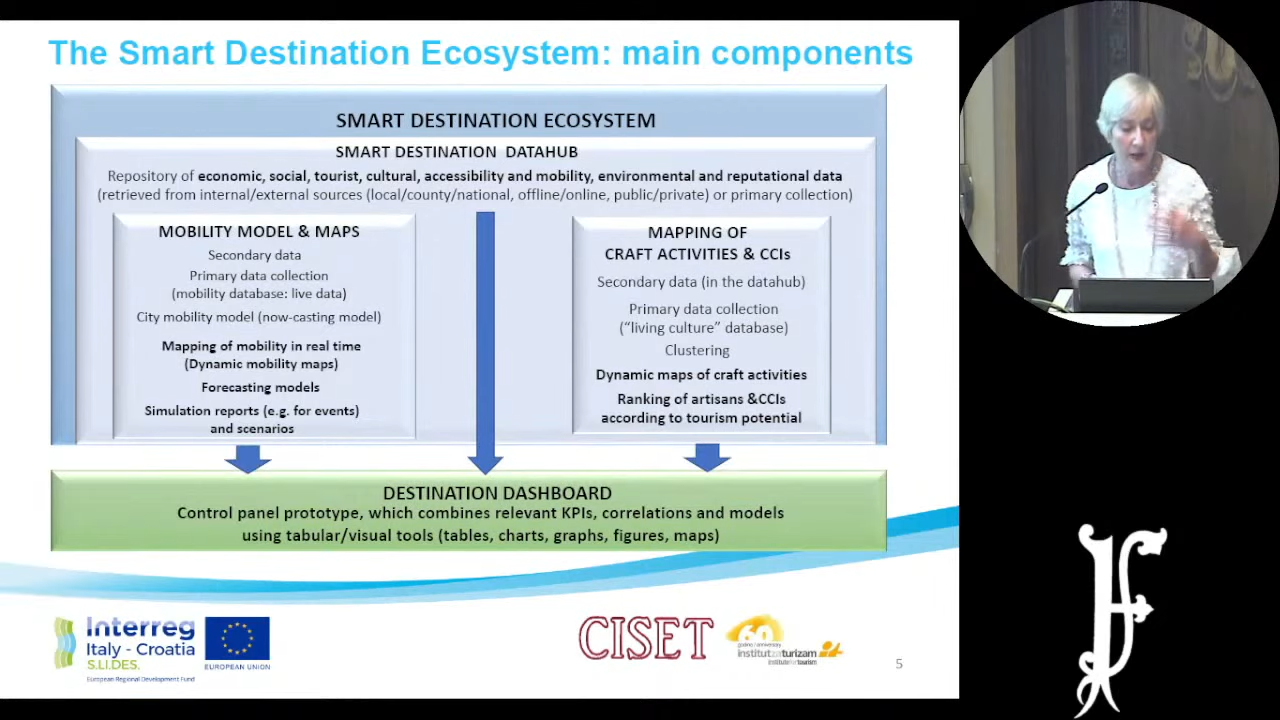 The Smart Destination Ecosystem: main components
SMART DESTINATION ECOSYSTEM
SMART DESTINATION DATAHUB
Repository of economic, social, tourist, cultural, accessibility and mobility, environmental and reputational data
(retrieved from internal/external sources (local/county/national, offline/online, public/private) or primary collection)
MOBILITY MODEL & MAPS
Secondary data
Primary data collection
(mobility database: live data)
City mobility model (now-casting model)
Mapping of mobility in real time
(Dynamic mobility maps)
Forecasting models
Simulation reports (e.g. for events)
and scenarios
MAPPING OF
CRAFT ACTIVITIES & CCIs
Secondary data (in the datahub)
Primary data collection
(“living culture” database)
Clustering
Dynamic maps of craft activities
Ranking of artisans &CCIs
according to tourism potential
DESTINATION DASHBOARD
Control panel prototype, which combines relevant KPIs, correlations and models
using tabular/visual tools (tables, charts, graphs, figures, maps)
Interreg
Italy - Croatia
S.LI.DES.
European Regional Development Fund
EUROPEAN UNION
CISET
60
godina / anniversary
institut za turizam
institute for tourism
5